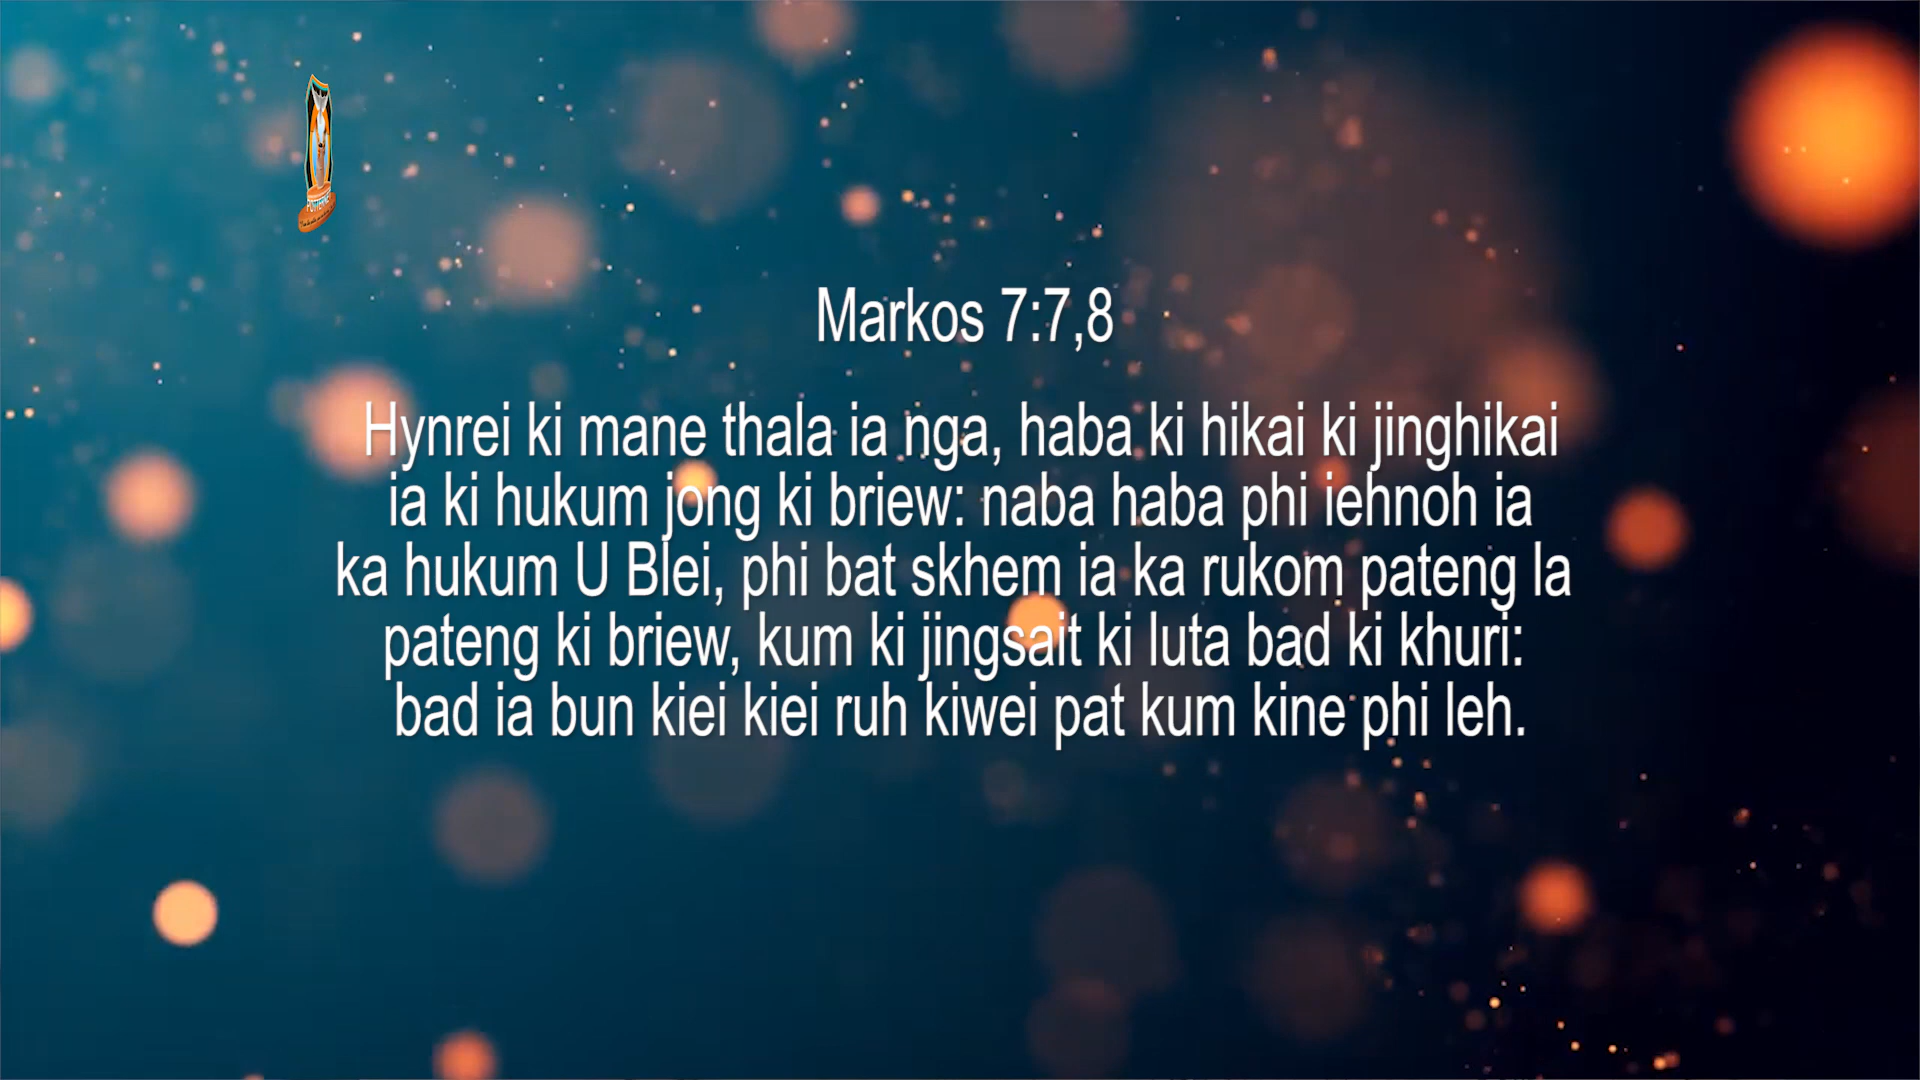 Markos 7:7,8
Hynrei ki mane thala ia nga, haba ki hikai ki jinghikai
ia ki hukum jong ki briew: naba haba phi iehnoh ia
ka hukum U Blei, phi bat skhem ia ka rukom pateng la
pateng ki briew, kum ki jingsait ki luta bad ki khuri:
bad ia bun kiei kiei ruh kiwei pat kum kine phi leh.